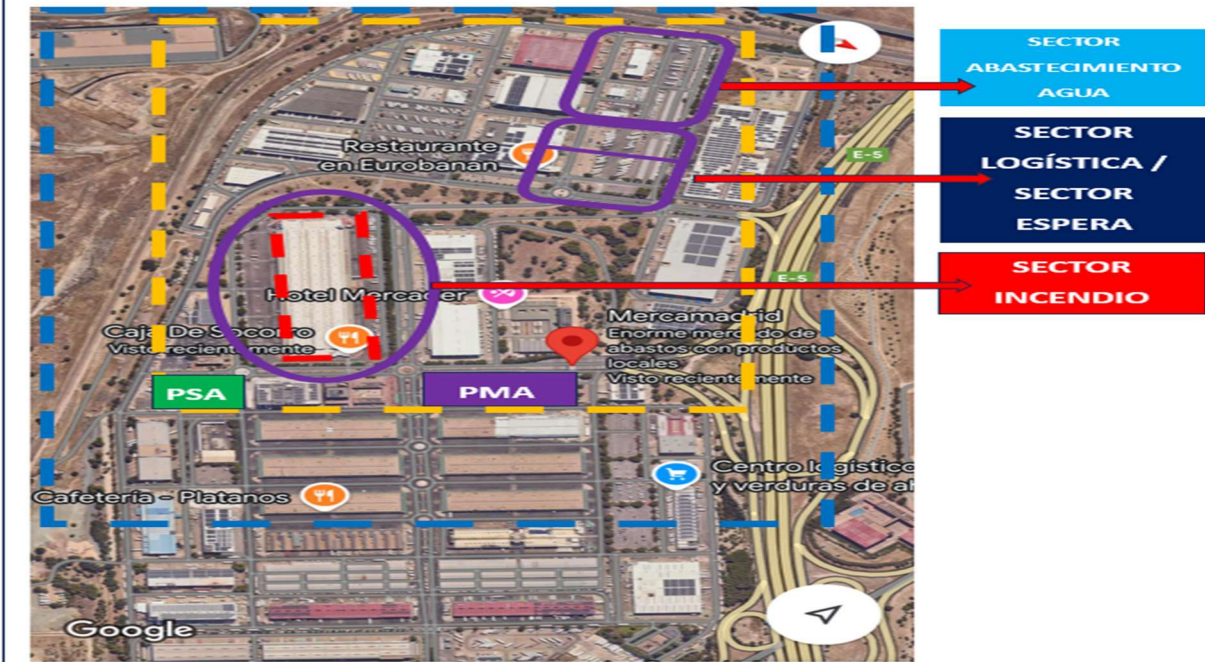 SECTOR
ABASTECIMIENTO
AGUA
SECTOR
LOGÍSTICA /
SECTOR
ESPERA
SECTOR
INCENDIO
E-5
Restaurante
en Eurobanan
E-5
Hotel Mercader
Caja De Socorro
Visto recientemente
Mercamadrid
Enorme mercado de
abastos con productos
locales
Visto recientemente
PSA
PMA
Centro logístico
y verduras de al
Cafetería - Platanos
Google